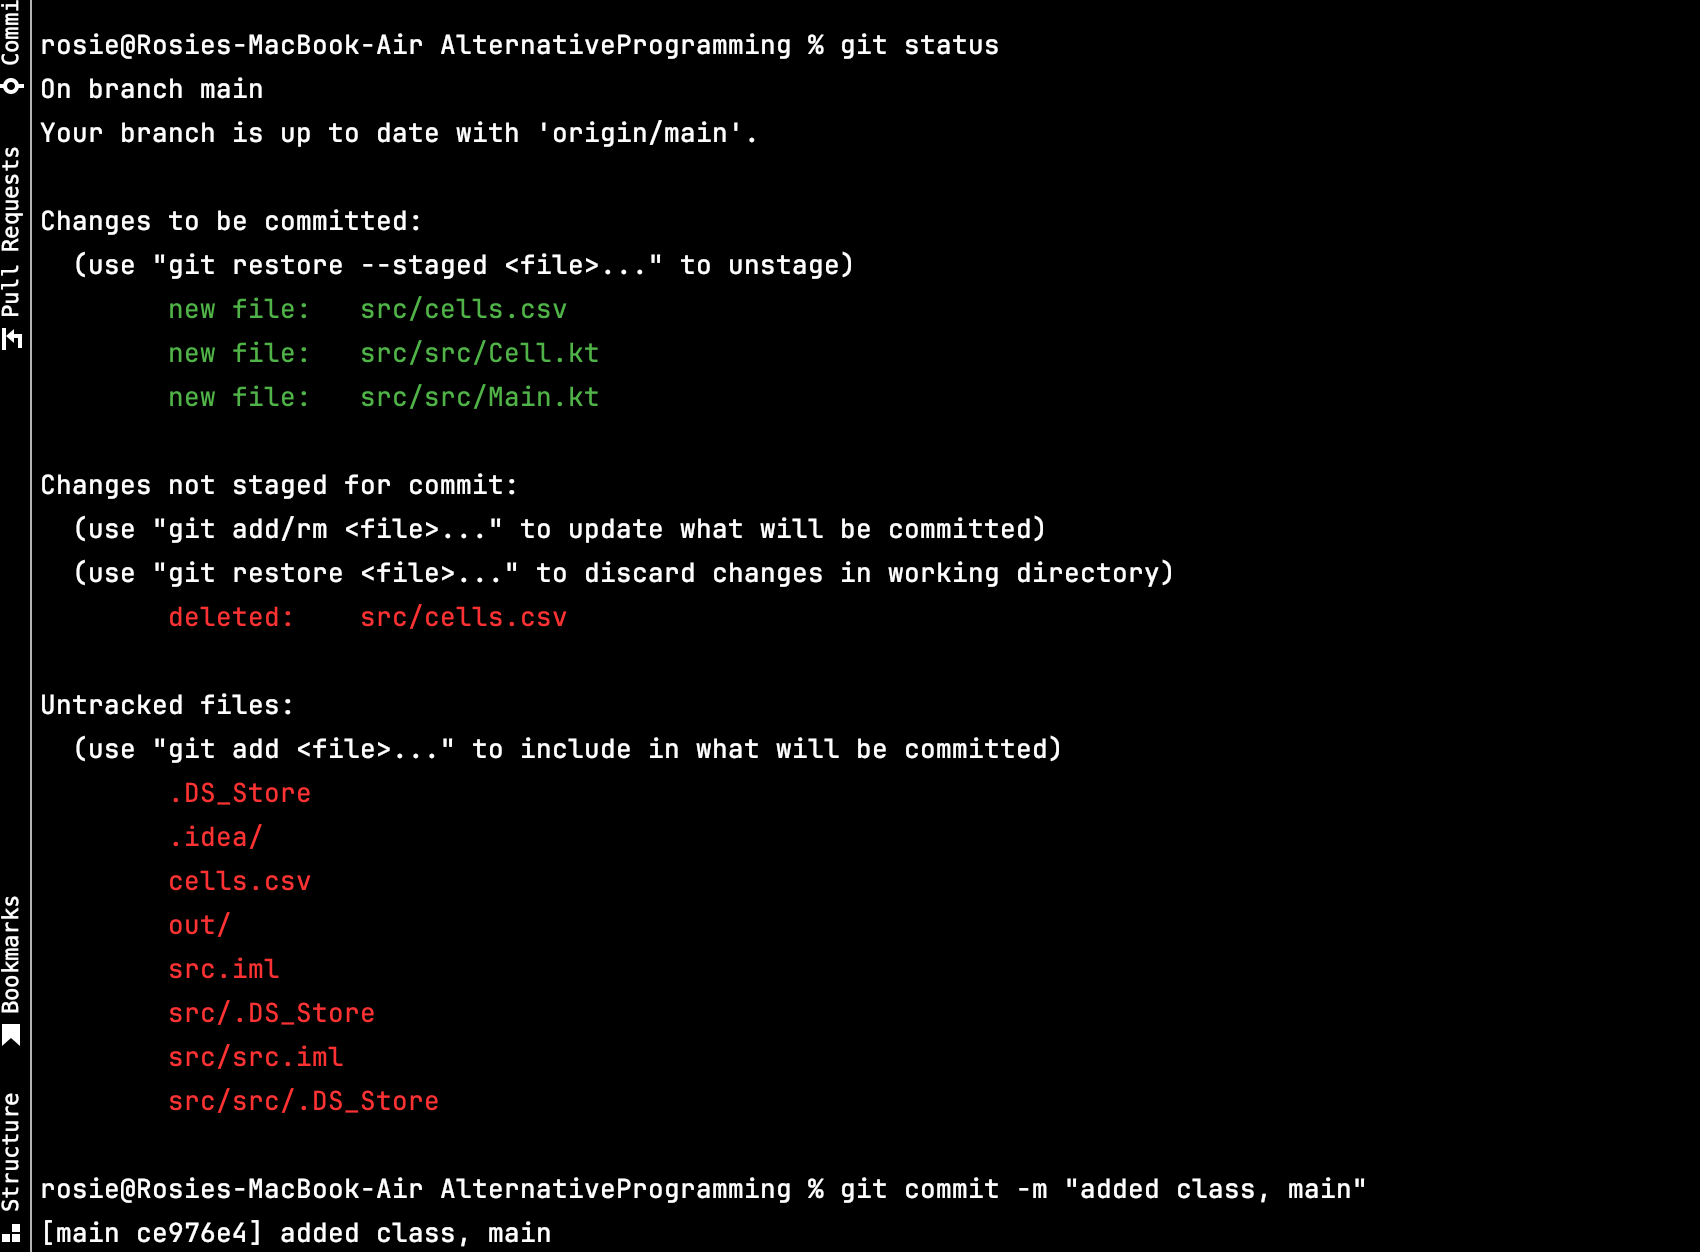 Commi
Pull Requests
Bookmarks
Structure
rosie@Rosies-MacBook-Air AlternativeProgramming % git status
On branch main
Your branch is up to date with 'origin/main'.
Changes to be committed:
  (use "git restore --staged <file>..." to unstage)
        new file:   src/cells.csv
        new file:   src/src/Cell.kt
        new file:   src/src/Main.kt
Changes not staged for commit:
  (use "git add/rm <file>..." to update what will be committed)
  (use "git restore <file>..." to discard changes in working directory)
        deleted:    src/cells.csv
Untracked files:
  (use "git add <file>..." to include in what will be committed)
        .DS_Store
        .idea/
        cells.csv
        out/
        src.iml
        src/.DS_Store
        src/src.iml
        src/src/.DS_Store
rosie@Rosies-MacBook-Air AlternativeProgramming % git commit -m "added class, main"
[main ce976e4] added class, main